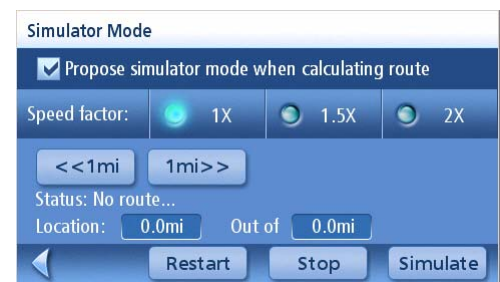 Simulator Mode
Propose simulator mode when calculating route
Speed factor: 1X 1.5X 2X
<<1mi 1mi>>
Status: No route...
Location: 0.0mi Out of 0.0mi
Restart Stop Simulate